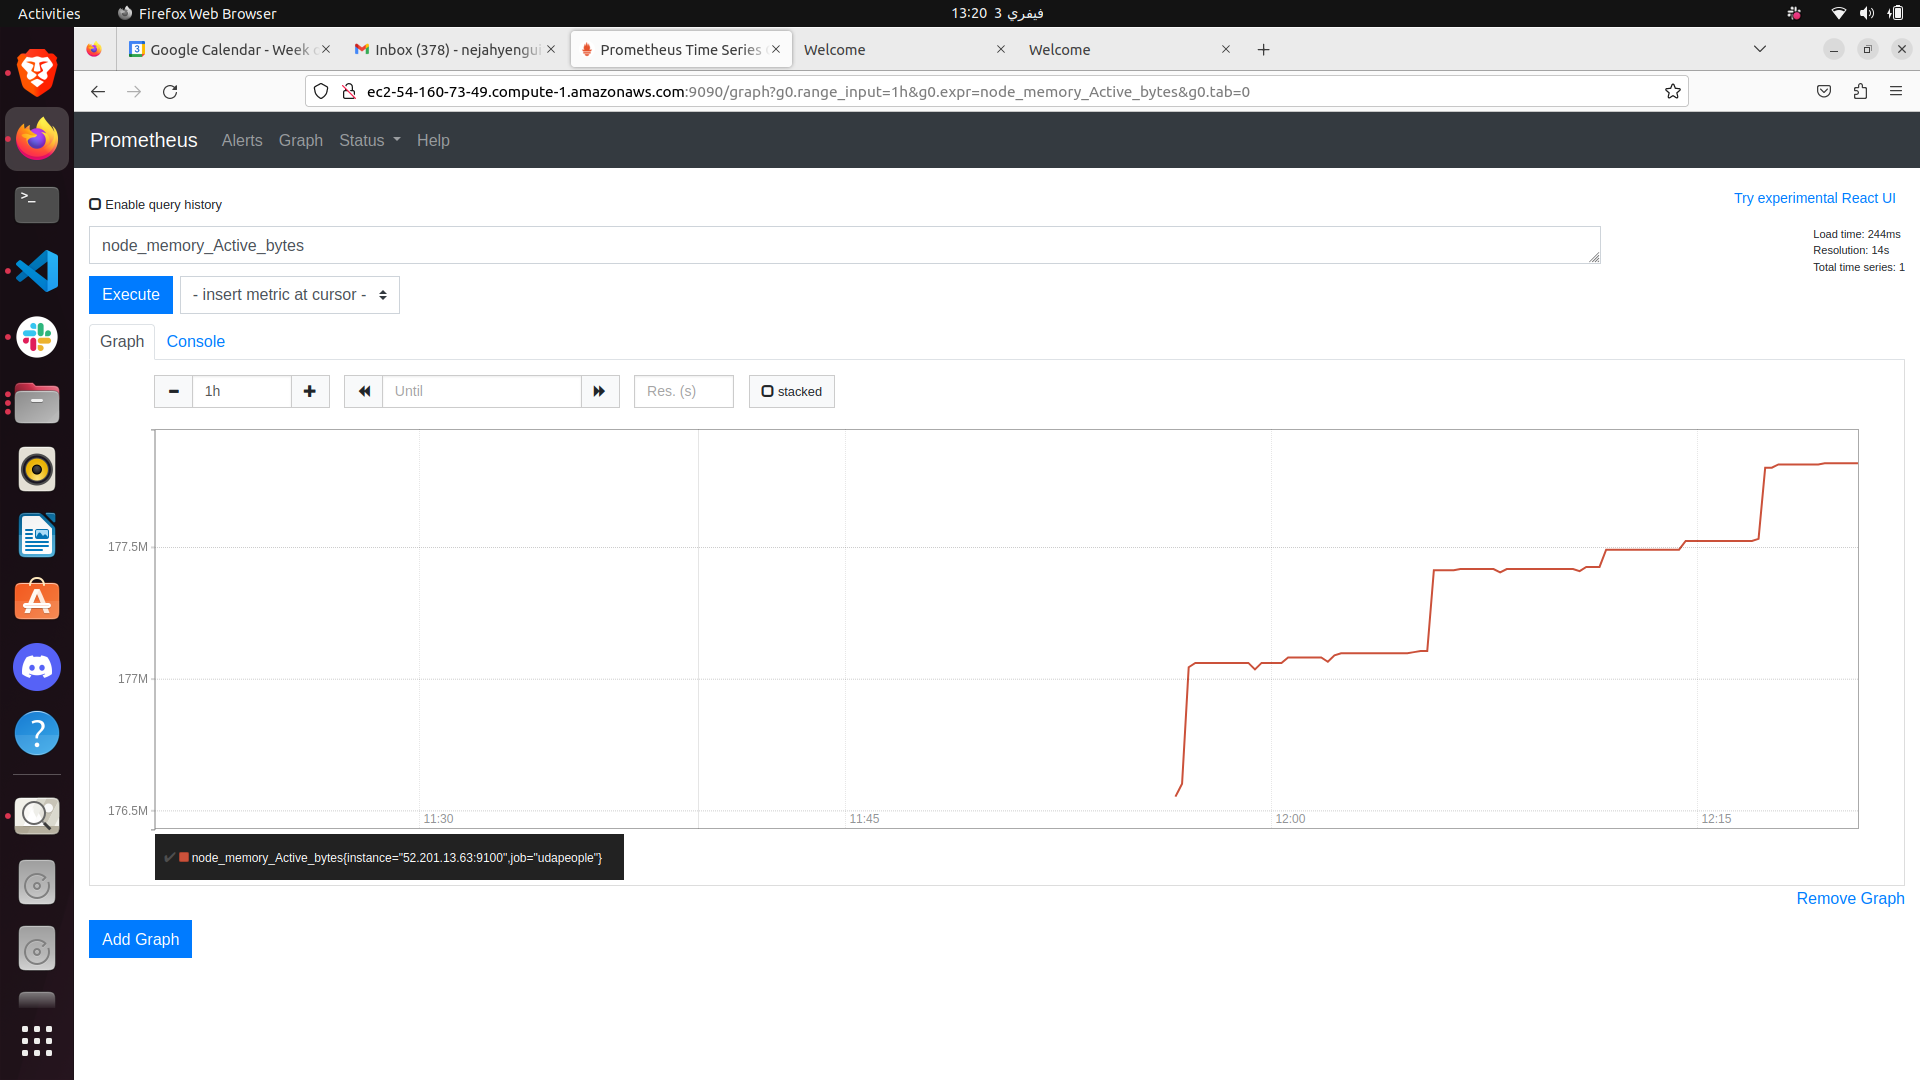 Activities Firefox Web Browser 13:20 3 فيفري
Google Calendar - Week Inbox (378) - nejahyengui Prometheus Time Series Welcome Welcome
ec2-54-160-73-49.compute-1.amazonaws.com:9090/graph?g0.range_input=1h&g0.expr=node_memory_Active_bytes&g0.tab=0
Prometheus Alerts Graph Status Help
Try experimental React UI
Enable query history
node_memory_Active_bytes
Load time: 244ms
Resolution: 14s
Total time series: 1
Execute - insert metric at cursor -
Graph Console
1h Until Res. (s) stacked
177.5M
177M
176.5M
11:30 11:45 12:00 12:15
node_memory_Active_bytes{instance="52.201.13.63:9100",job="udapeople"}
Remove Graph
Add Graph